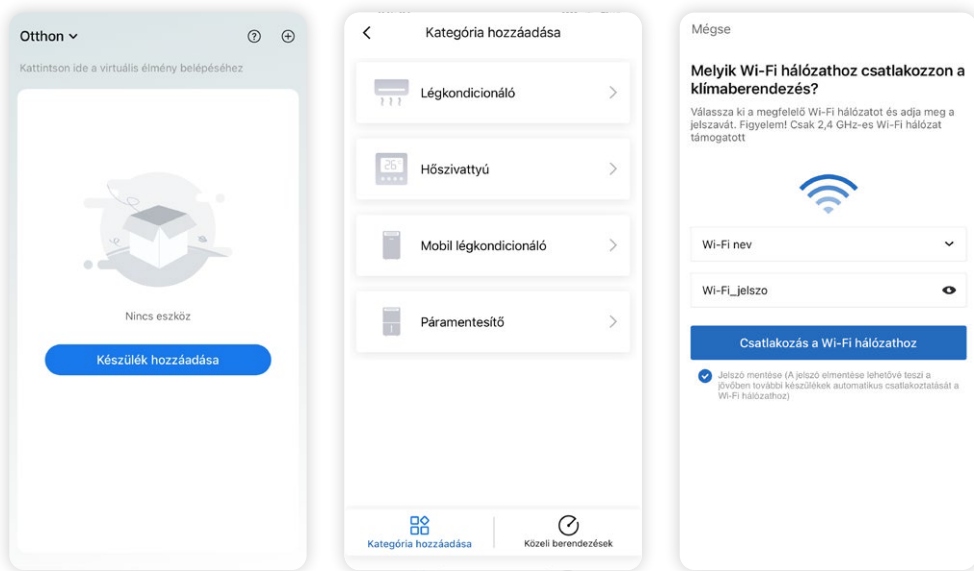 Otthon
Kattintson ide a virtuális élmény belépéséhez
Nincs eszköz
Készülék hozzáadása
Kategória hozzáadása
Légkondicionáló
26
Hőszivattyú
Mobil légkondicionáló
Páramentesítő
Kategória hozzáadása
Közeli berendezések
Mégse
Melyik Wi-Fi hálózathoz csatlakozzon a
klímaberendezés?
Válassza ki a megfelelő Wi-Fi hálózatot és adja meg a
jelszavát. Figyelem! Csak 2,4 GHz-es Wi-Fi hálózat
támogatott
Wi-Fi nev
Wi-Fi_jelszo
Csatlakozás a Wi-Fi hálózathoz
Jelszó mentése (A jelszó elmentése lehetővé teszi a
jövőben további készülékek automatikus csatlakoztatását a
Wi-Fi hálózathoz)